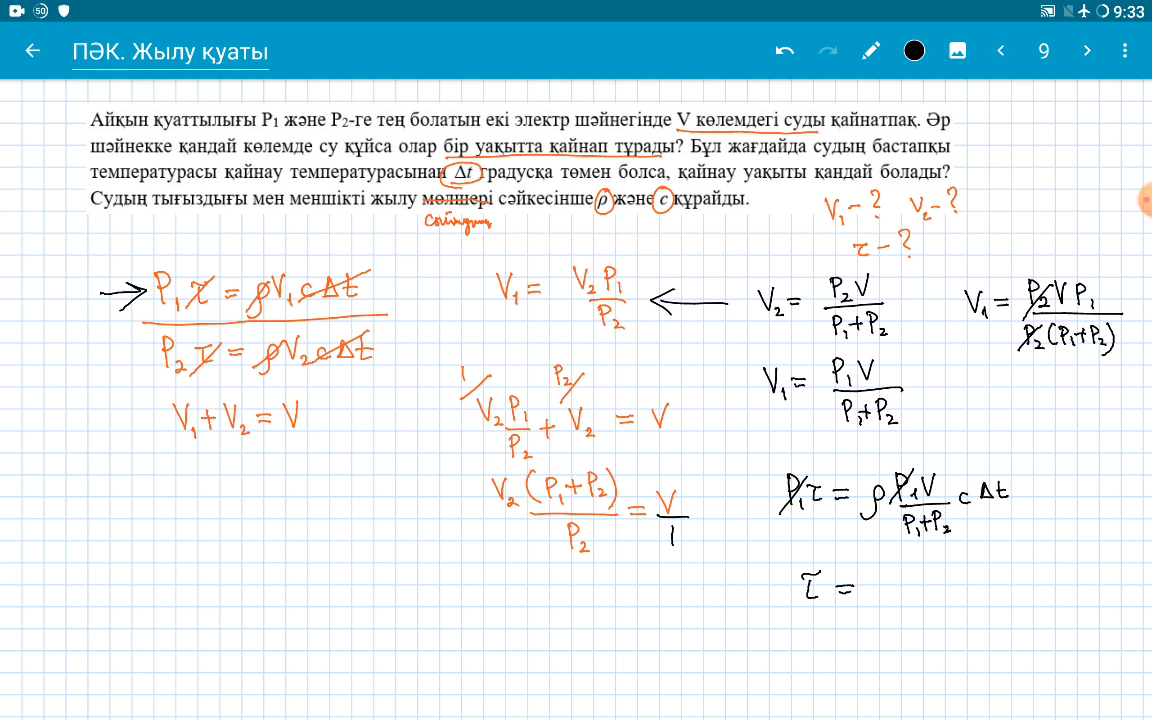 50 9:33
ПӘК. Жылу қуаты 9
Айқын қуаттылығы P₁ және P₂-ге тең болатын екі электр шәйнегінде V көлемдегі суды қайнатпақ. Әр
шәйнекке қандай көлемде су құйса олар бір уақытта қайнап тұрады? Бұл жағдайда судың бастапқы
температурасы қайнау температурасынан Δt градусқа төмен болса, қайнау уақыты қандай болады?
Судың тығыздығы мен меншікті жылу мөлшері сәйкесінше ρ және c құрайды.
V₁ - ? V₂ - ?
τ - ?
P₁τ = ρV₁cΔt
P₂τ = ρV₂cΔt
V₁ + V₂ = V
V₁ = V₂P₁ / P₂
1/ P₂/
V₂P₁ / P₂ + V₂ = V
V₂ (P₁+P₂) / P₂ = V / 1
V₂ = P₂V / P₁+P₂
V₁ = P₂VP₁ / P₂(P₁+P₂)
V₁ = P₁V / P₁+P₂
P₁τ = ρ P₁V / P₁+P₂ cΔt
τ =